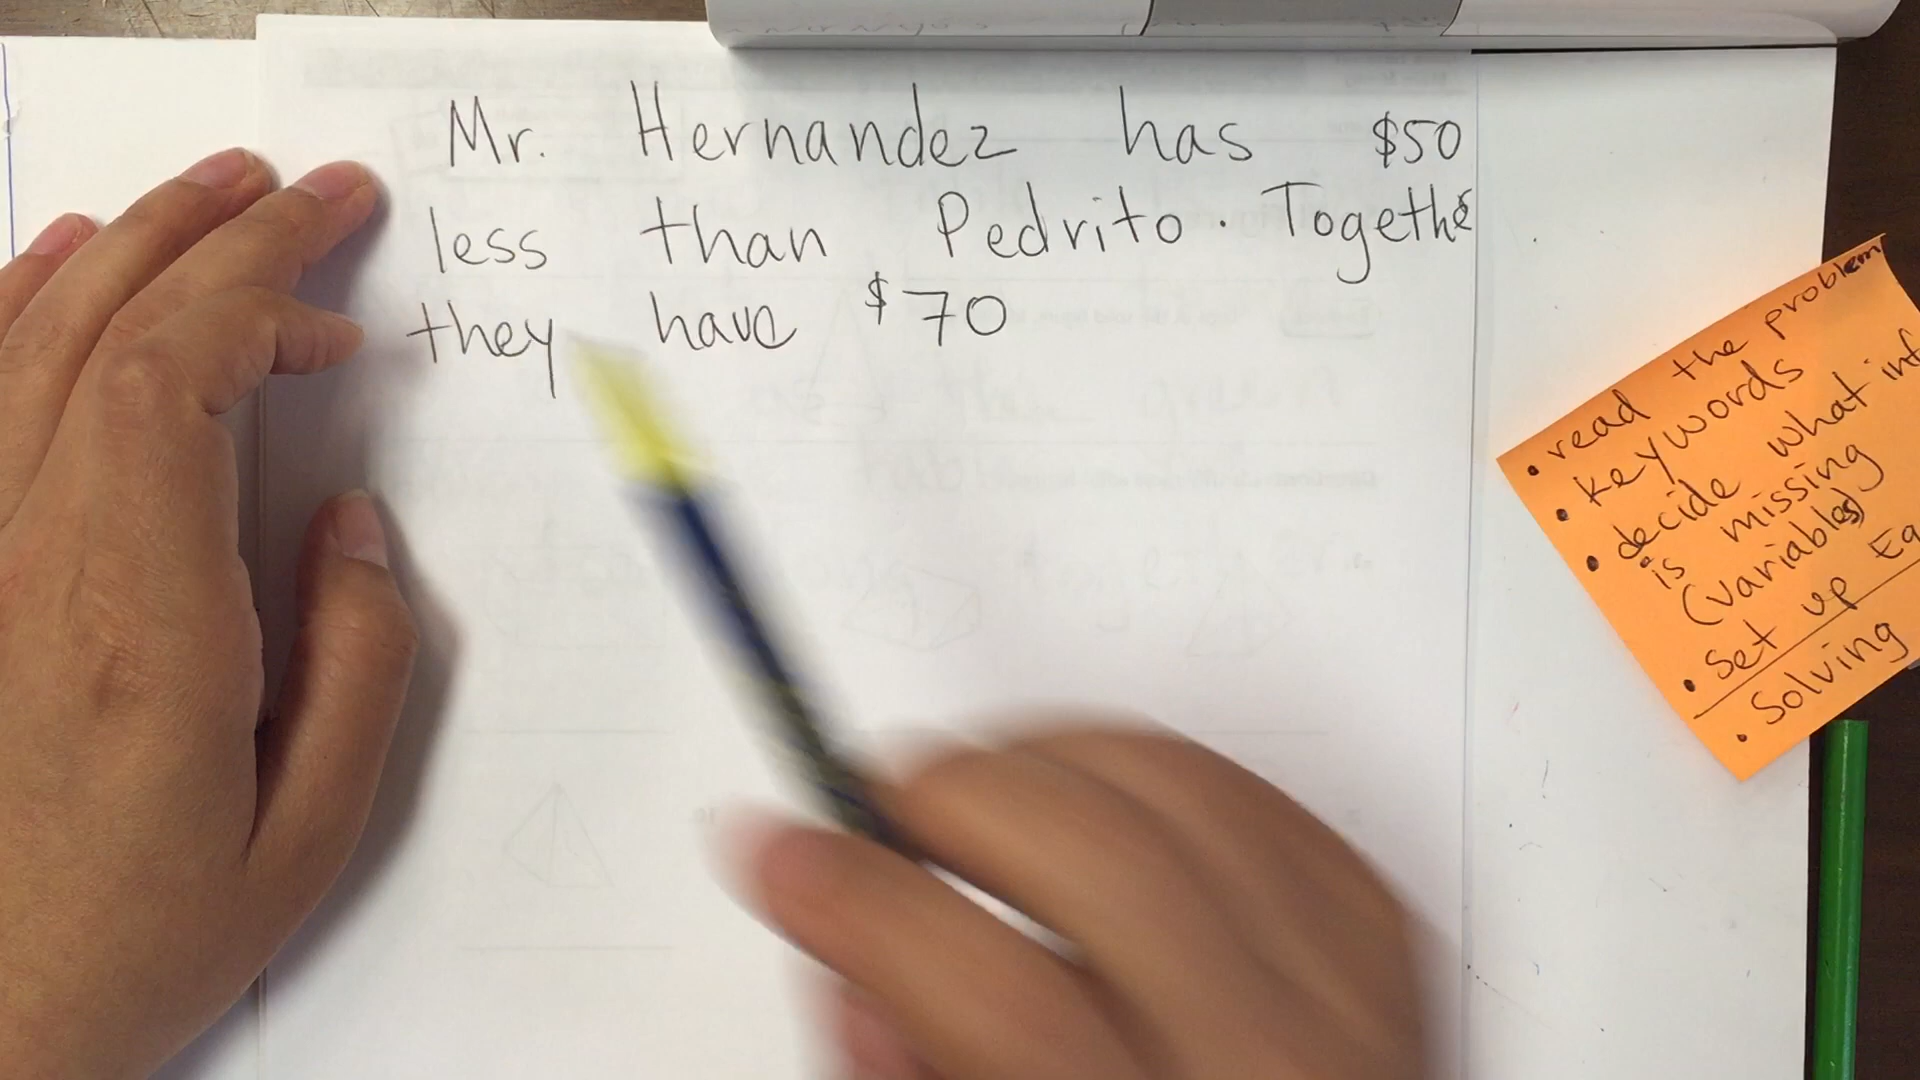 Mr. Hernandez has $50
less than Pedrito. Togethe
they have $70
• read the problem
• keywords
• decide what inf
is missing
(variables)
• Set up Eq
• Solving